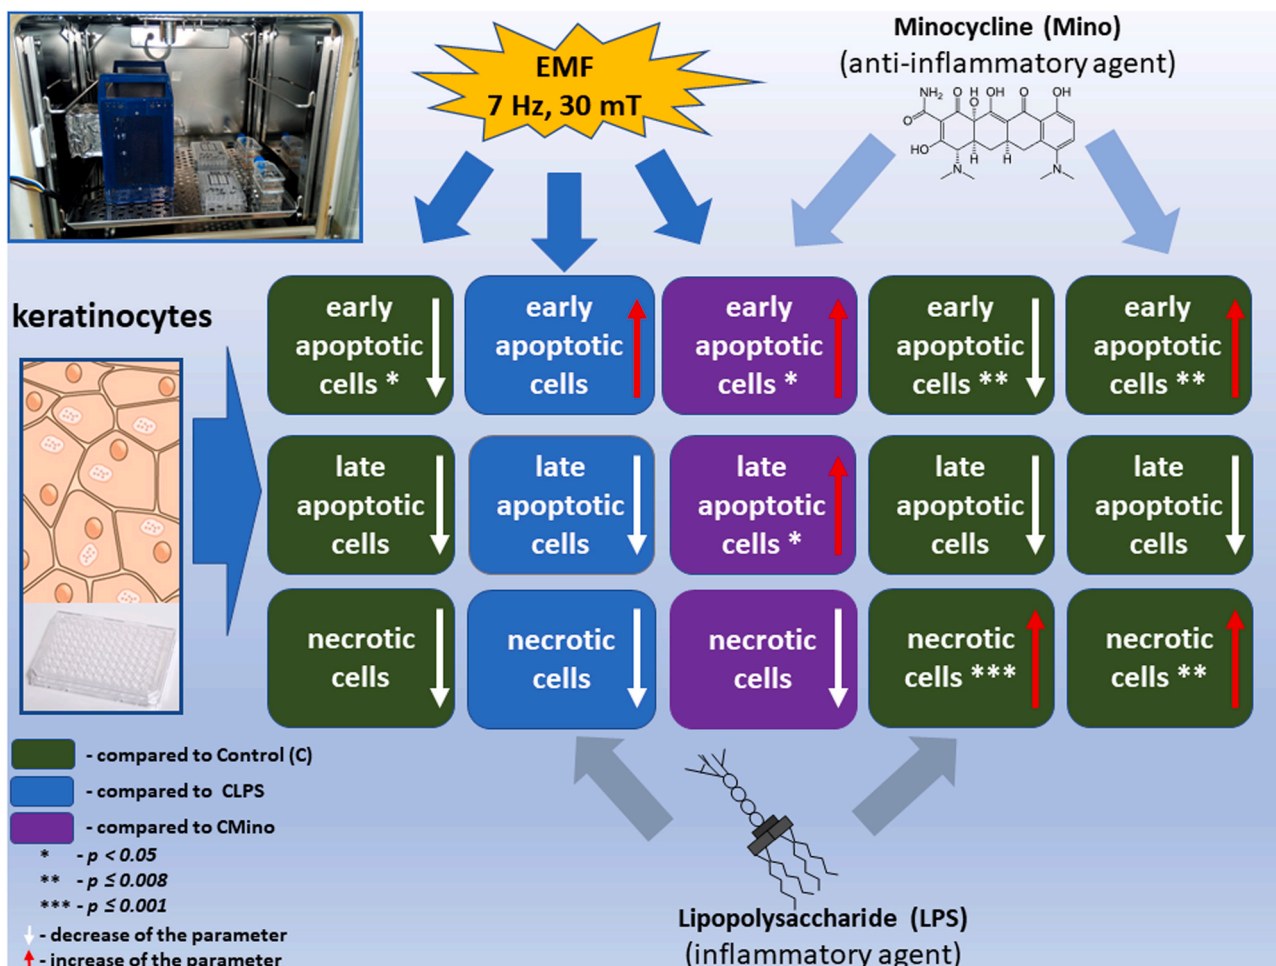 EMF
7 Hz, 30 mT
Minocycline (Mino)
(anti-inflammatory agent)
NH₂ O H O OH O OH
O
HO
H H
N N
keratinocytes
early
apoptotic
cells *
early
apoptotic
cells
early
apoptotic
cells *
early
apoptotic
cells **
early
apoptotic
cells **
late
apoptotic
cells
late
apoptotic
cells
late
apoptotic
cells *
late
apoptotic
cells
late
apoptotic
cells
necrotic
cells
necrotic
cells
necrotic
cells
necrotic
cells ***
necrotic
cells **
- compared to Control (C)
- compared to CLPS
- compared to CMino
* - p < 0.05
** - p ≤ 0.008
*** - p ≤ 0.001
- decrease of the parameter
- increase of the parameter
Lipopolysaccharide (LPS)
(inflammatory agent)